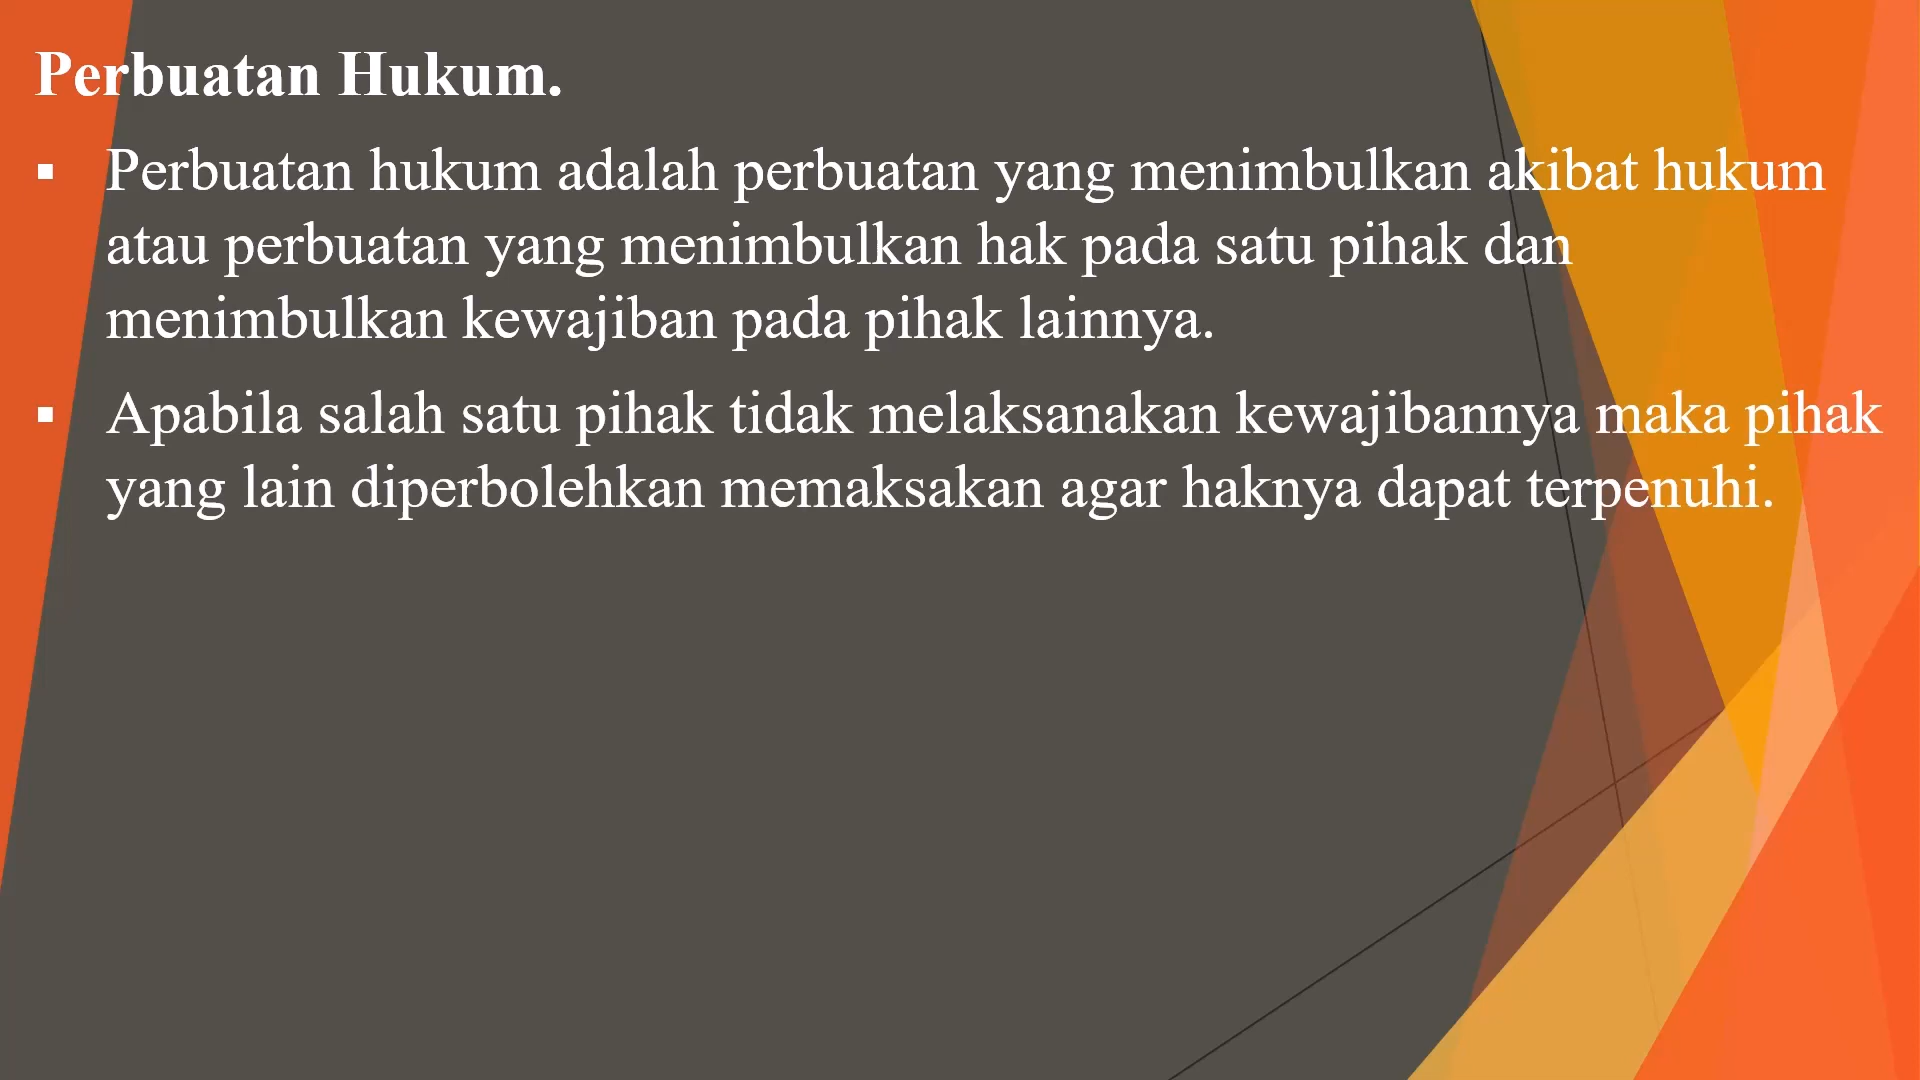 Perbuatan Hukum.
▪ Perbuatan hukum adalah perbuatan yang menimbulkan akibat hukum
atau perbuatan yang menimbulkan hak pada satu pihak dan
menimbulkan kewajiban pada pihak lainnya.
▪ Apabila salah satu pihak tidak melaksanakan kewajibannya maka pihak
yang lain diperbolehkan memaksakan agar haknya dapat terpenuhi.